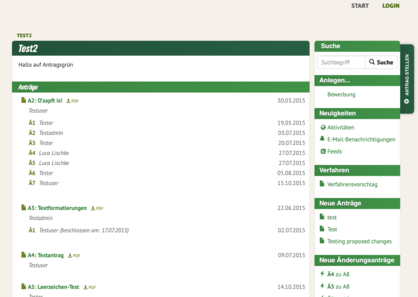 START LOGIN
TEST2
Test2
Hallo auf Antragsgrün
Anträge
A2: O'zapft is! PDF 30.03.2015
Testuser
Ä1 Tester 19.05.2015
Ä2 Testadmin 03.07.2015
Ä3 Tester 20.07.2015
Ä4 Luca Lischke 27.07.2015
Ä5 Luca Lischke 27.07.2015
Ä6 Tester 05.08.2015
Ä7 Testuser 15.10.2015
A3: Textformatierungen PDF 22.06.2015
Testadmin
Ä1 Testuser (beschlossen am: 17.07.2015) 02.07.2015
A4: Testantrag PDF 09.07.2015
Testuser
A5: Leerzeichen-Test PDF 14.10.2015
Tester
Suche
Suchbegriff Suche
Anlegen...
Bewerbung
Neuigkeiten
Aktivitäten
E-Mail-Benachrichtigungen
Feeds
Verfahren
Verfahrensvorschlag
Neue Anträge
test
Test
Testing proposed changes
Neue Änderungsanträge
Ä4 zu A8
Ä3 zu A8
ANTRAG STELLEN